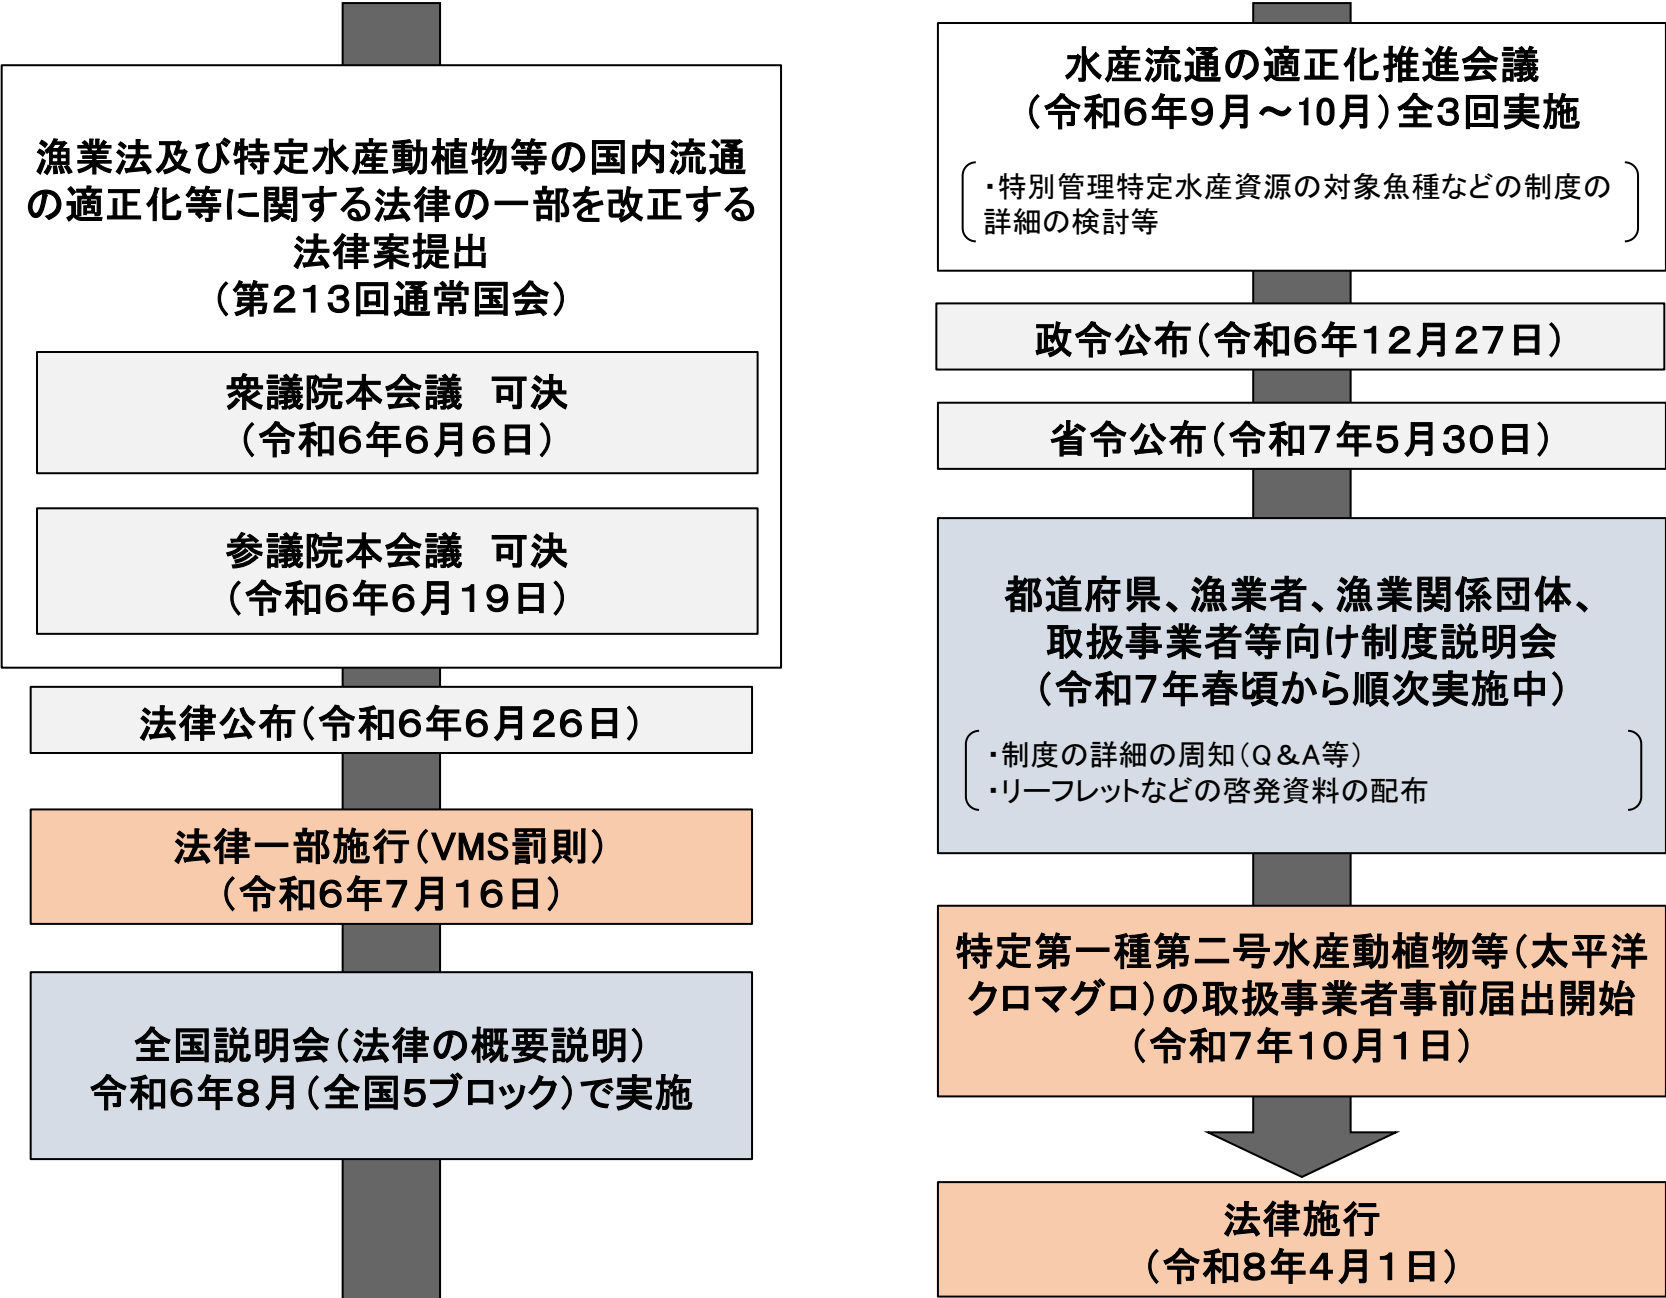 漁業法及び特定水産動植物等の国内流通
の適正化等に関する法律の一部を改正する
法律案提出
（第２１３回通常国会）
衆議院本会議　可決
（令和６年６月６日）
参議院本会議　可決
（令和６年６月１９日）
法律公布（令和６年６月２６日）
法律一部施行（VMS罰則）
（令和６年７月１６日）
全国説明会（法律の概要説明）
令和６年８月（全国５ブロック）で実施
水産流通の適正化推進会議
（令和６年９月～１０月）全３回実施
・特別管理特定水産資源の対象魚種などの制度の
詳細の検討等
政令公布（令和６年１２月２７日）
省令公布（令和７年５月３０日）
都道府県、漁業者、漁業関係団体、
取扱事業者等向け制度説明会
（令和７年春頃から順次実施中）
・制度の詳細の周知（Q＆A等）
・リーフレットなどの啓発資料の配布
特定第一種第二号水産動植物等（太平洋
クロマグロ）の取扱事業者事前届出開始
（令和７年１０月１日）
法律施行
（令和８年４月１日）